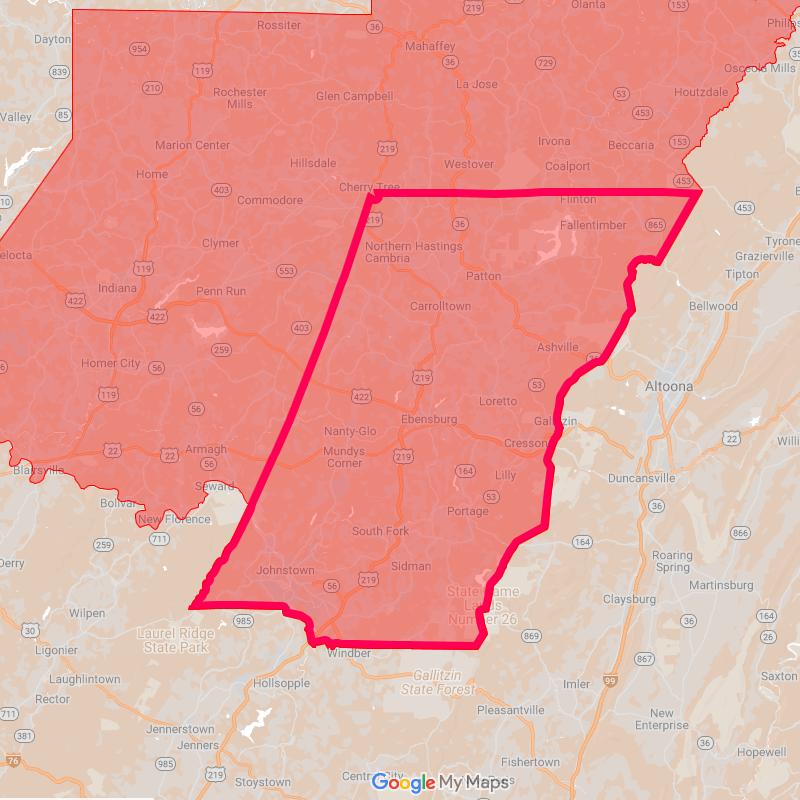 Rossiter
219
Olanta
153
Dayton
954
36
Mahaffey
Philips
119
729
Osceola Mills
839
210
Rochester
Mills
Glen Campbell
La Jose
53
Houtzdale
Valley
85
453
Marion Center
219
Irvona
Beccaria
153
Hillsdale
Westover
Coalport
Home
403
Cherry Tree
453
10
Commodore
219
Flinton
453
36
Fallentimber
865
Clymer
Northern
Cambria
Hastings
Tyrone
Grazierville
elocta
119
553
Patton
Tipton
Indiana
Penn Run
422
422
Carrolltown
Bellwood
403
259
Ashville
Homer City
56
219
53
Altoona
119
422
Loretto
56
Ebensburg
Gallitzin
Nanty-Glo
22
22
22
Armagh
Mundys
Corner
219
Cresson
Blairsville
56
164
Lilly
Duncansville
Seward
53
Bolivar
Portage
36
New Florence
South Fork
866
259
711
164
Derry
Roaring
Spring
Johnstown
Sidman
219
56
State Game
Lands
Number 26
Martinsburg
Wilpen
Claysburg
164
30
985
36
26
Laurel Ridge
State Park
869
Ligonier
Windber
867
Laughlintown
Hollsopple
Gallitzin
State Forest
99
Imler
Saxton
Rector
711
Pleasantville
New
Enterprise
381
Jennerstown
Jenners
36
Hopewell
76
985
219
Fishertown
Stoystown
Central City
Google My Maps